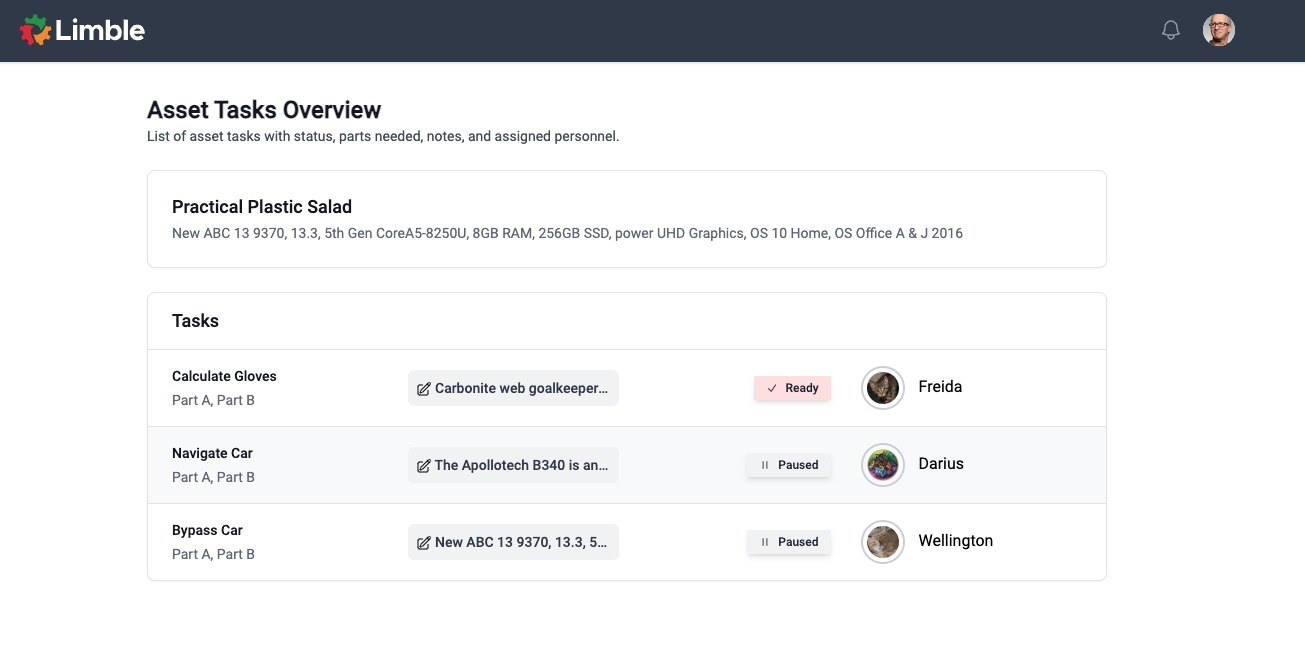 Limble
Asset Tasks Overview
List of asset tasks with status, parts needed, notes, and assigned personnel.
Practical Plastic Salad
New ABC 13 9370, 13.3, 5th Gen CoreA5-8250U, 8GB RAM, 256GB SSD, power UHD Graphics, OS 10 Home, OS Office A & J 2016
Tasks
Calculate Gloves
Part A, Part B
Carbonite web goalkeeper...
Ready
Freida
Navigate Car
Part A, Part B
The Apollotech B340 is an...
Paused
Darius
Bypass Car
Part A, Part B
New ABC 13 9370, 13.3, 5...
Paused
Wellington